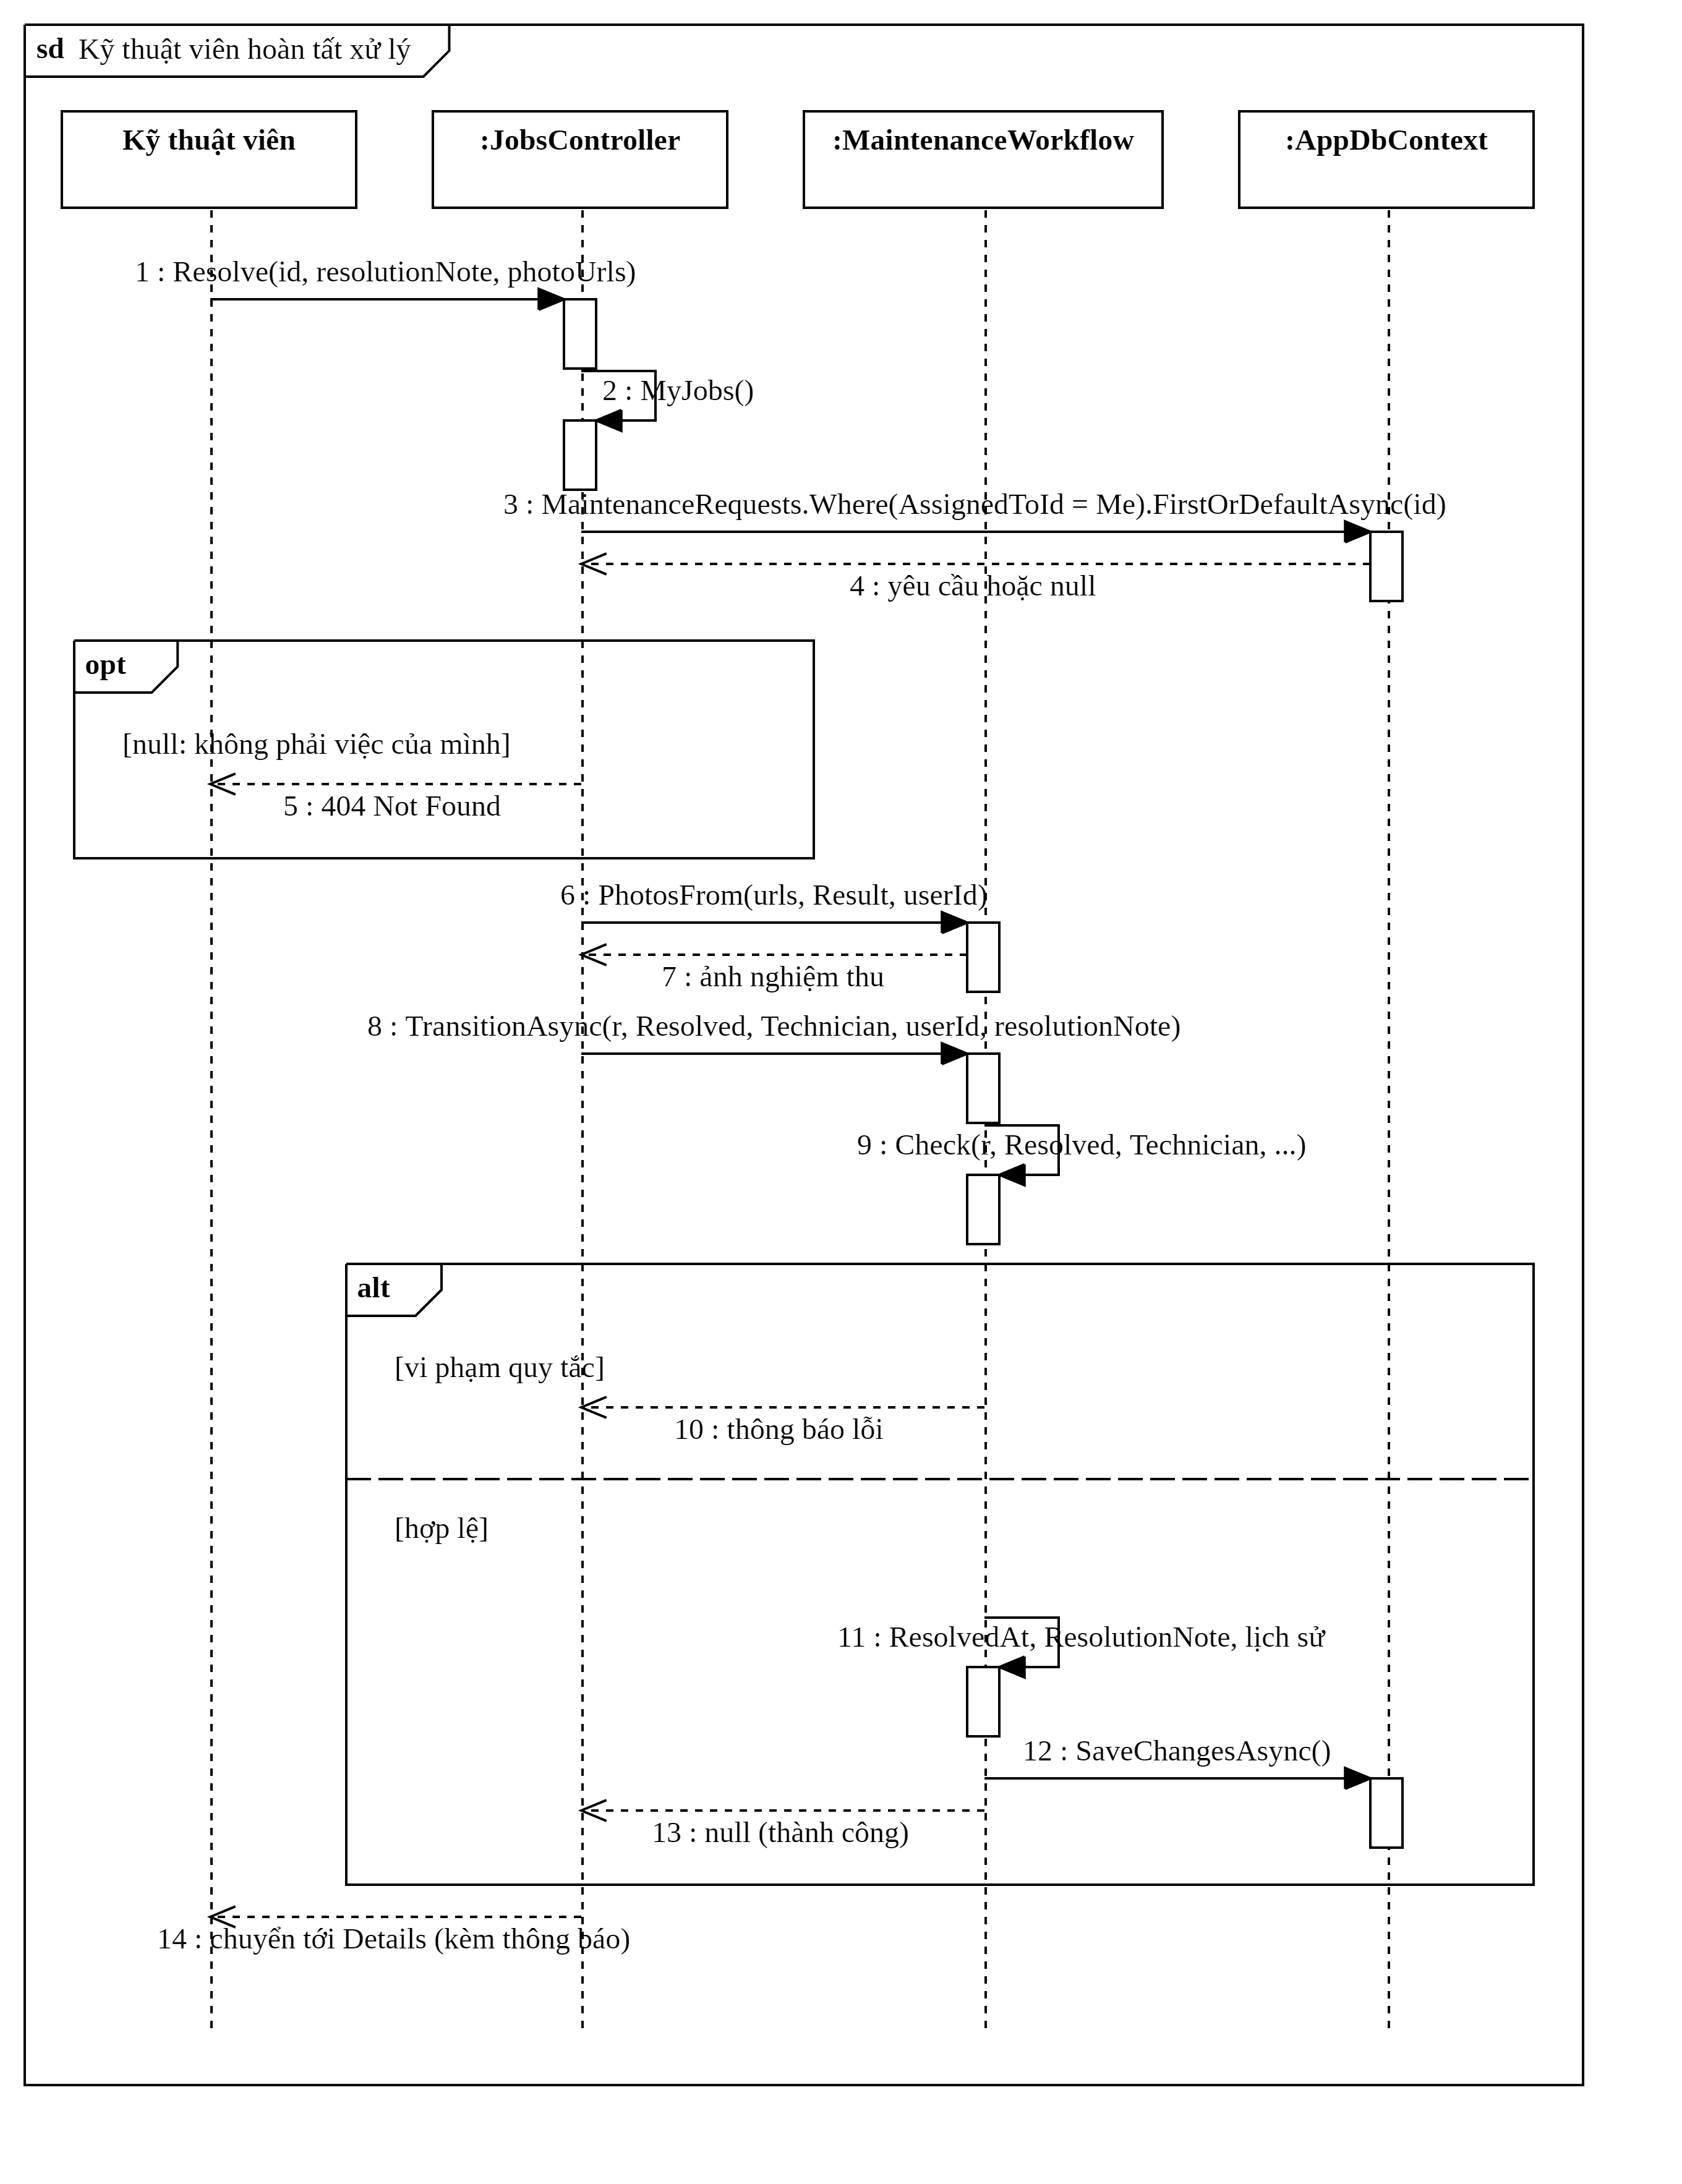 sd Kỹ thuật viên hoàn tất xử lý
Kỹ thuật viên
:JobsController
:MaintenanceWorkflow
:AppDbContext
1 : Resolve(id, resolutionNote, photoUrls)
2 : MyJobs()
3 : MaintenanceRequests.Where(AssignedToId = Me).FirstOrDefaultAsync(id)
4 : yêu cầu hoặc null
opt
[null: không phải việc của mình]
5 : 404 Not Found
6 : PhotosFrom(urls, Result, userId)
7 : ảnh nghiệm thu
8 : TransitionAsync(r, Resolved, Technician, userId, resolutionNote)
9 : Check(r, Resolved, Technician, ...)
alt
[vi phạm quy tắc]
10 : thông báo lỗi
[hợp lệ]
11 : ResolvedAt, ResolutionNote, lịch sử
12 : SaveChangesAsync()
13 : null (thành công)
14 : chuyển tới Details (kèm thông báo)